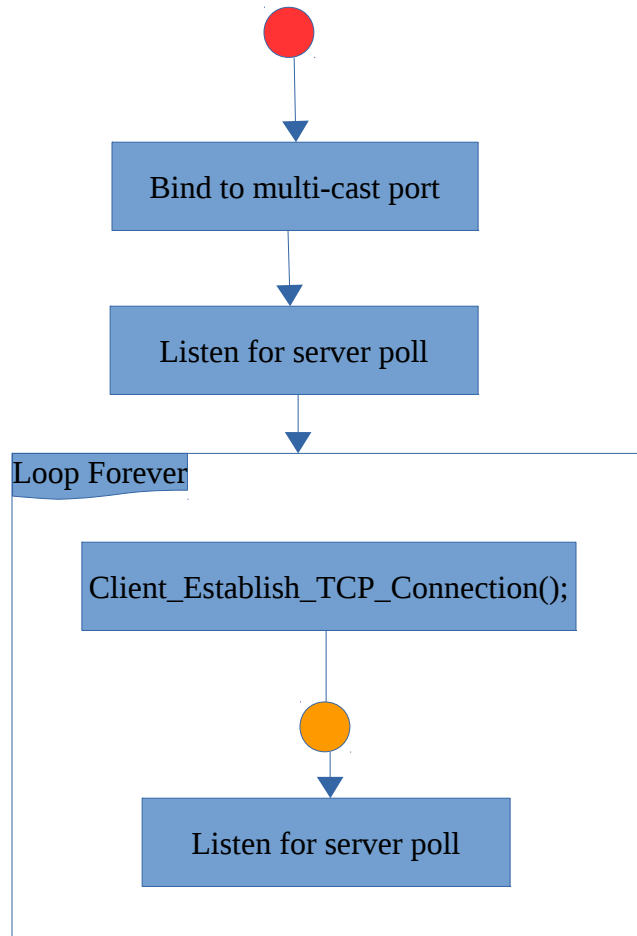 Bind to multi-cast port
Listen for server poll
Loop Forever
Client_Establish_TCP_Connection();
Listen for server poll